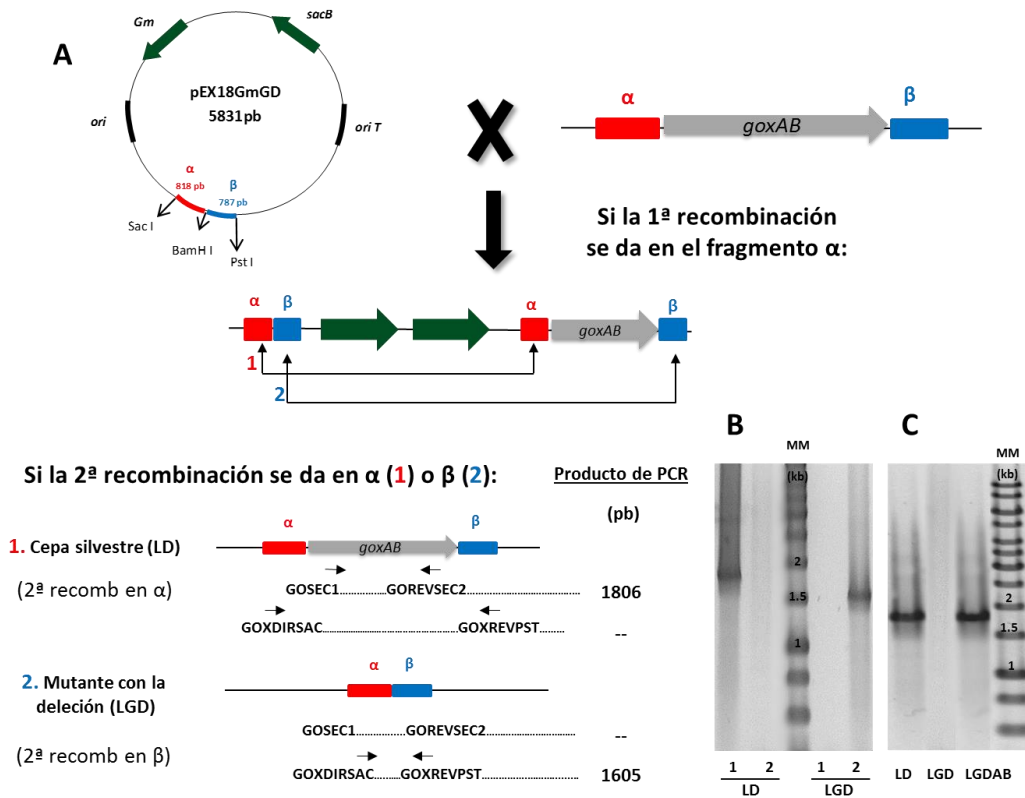 A
Gm
sacB
pEX18GmGD
5831pb
ori
ori T
α
818 pb
β
787 pb
Sac I
BamH I
Pst I
α
β
goxAB
Si la 1ª recombinación
se da en el fragmento α:
α
β
α
β
goxAB
1
2
Si la 2ª recombinación se da en α (1) o β (2):
Producto de PCR
(pb)
1. Cepa silvestre (LD)
(2ª recomb en α)
α
β
goxAB
GOSEC1...............GOREVSEC2.....................................
1806
GOXDIRSAC...........................................GOXREVPST.........
--
2. Mutante con la
deleción (LGD)
(2ª recomb en β)
α
β
GOSEC1.................GOREVSEC2
--
GOXDIRSAC.........GOXREVPST.............................
1605
B
MM
(kb)
2
1.5
1
1 2
LD
1 2
LGD
C
MM
(kb)
2
1.5
1
LD LGD LGDAB